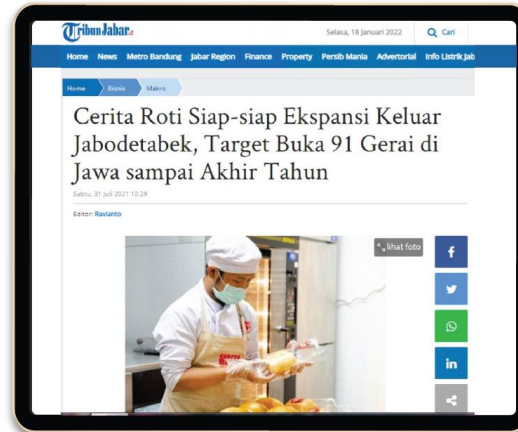 TribunJabar.id
Selasa, 18 Januari 2022
Cari
Home News Metro Bandung Jabar Region Finance Property Persib Mania Advertorial Info Listrik Jab
Home Bisnis Makro
Cerita Roti Siap-siap Ekspansi Keluar
Jabodetabek, Target Buka 91 Gerai di
Jawa sampai Akhir Tahun
Sabtu, 31 Juli 2021 10:29
Editor: Ravianto
lihat foto
f
in
CERITA